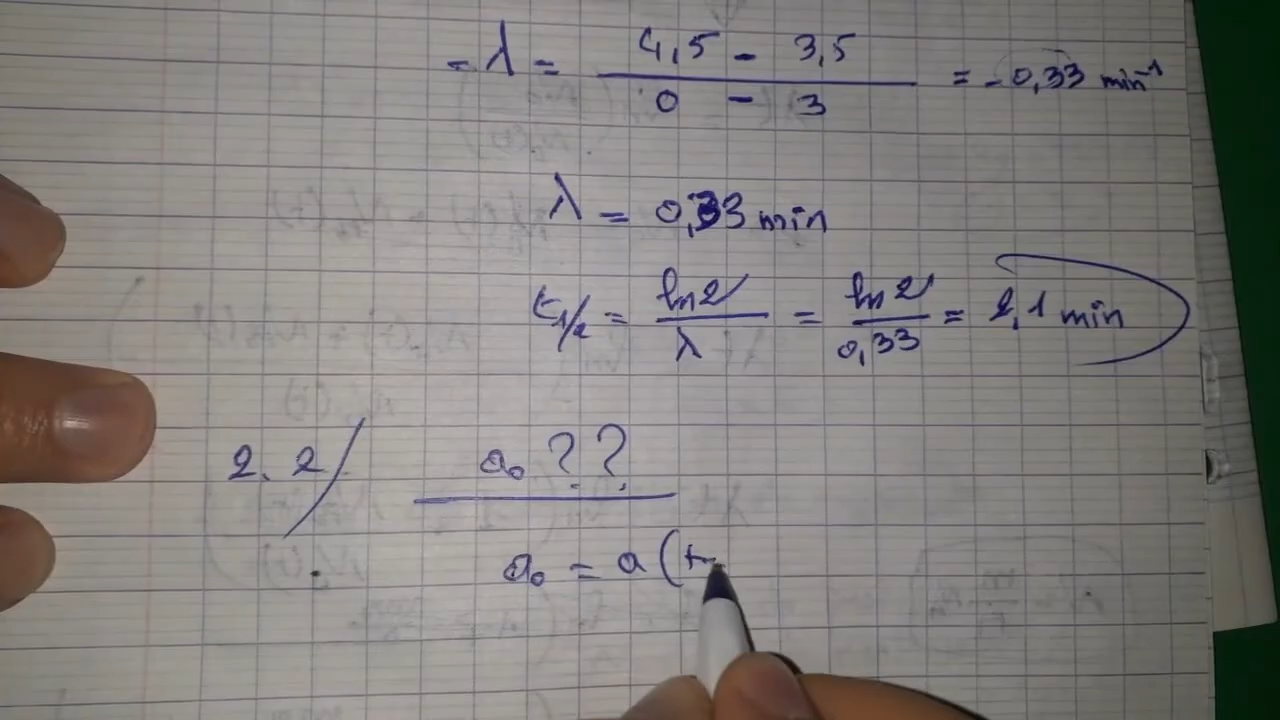 - λ = (4,5 - 3,5) / (0 - 3) = - 0,33 min⁻¹
λ = 0,33 min
t1/2 = ln2 / λ = ln2 / 0,33 = 2,1 min
2.2/ a₀ ??
a₀ = a (t